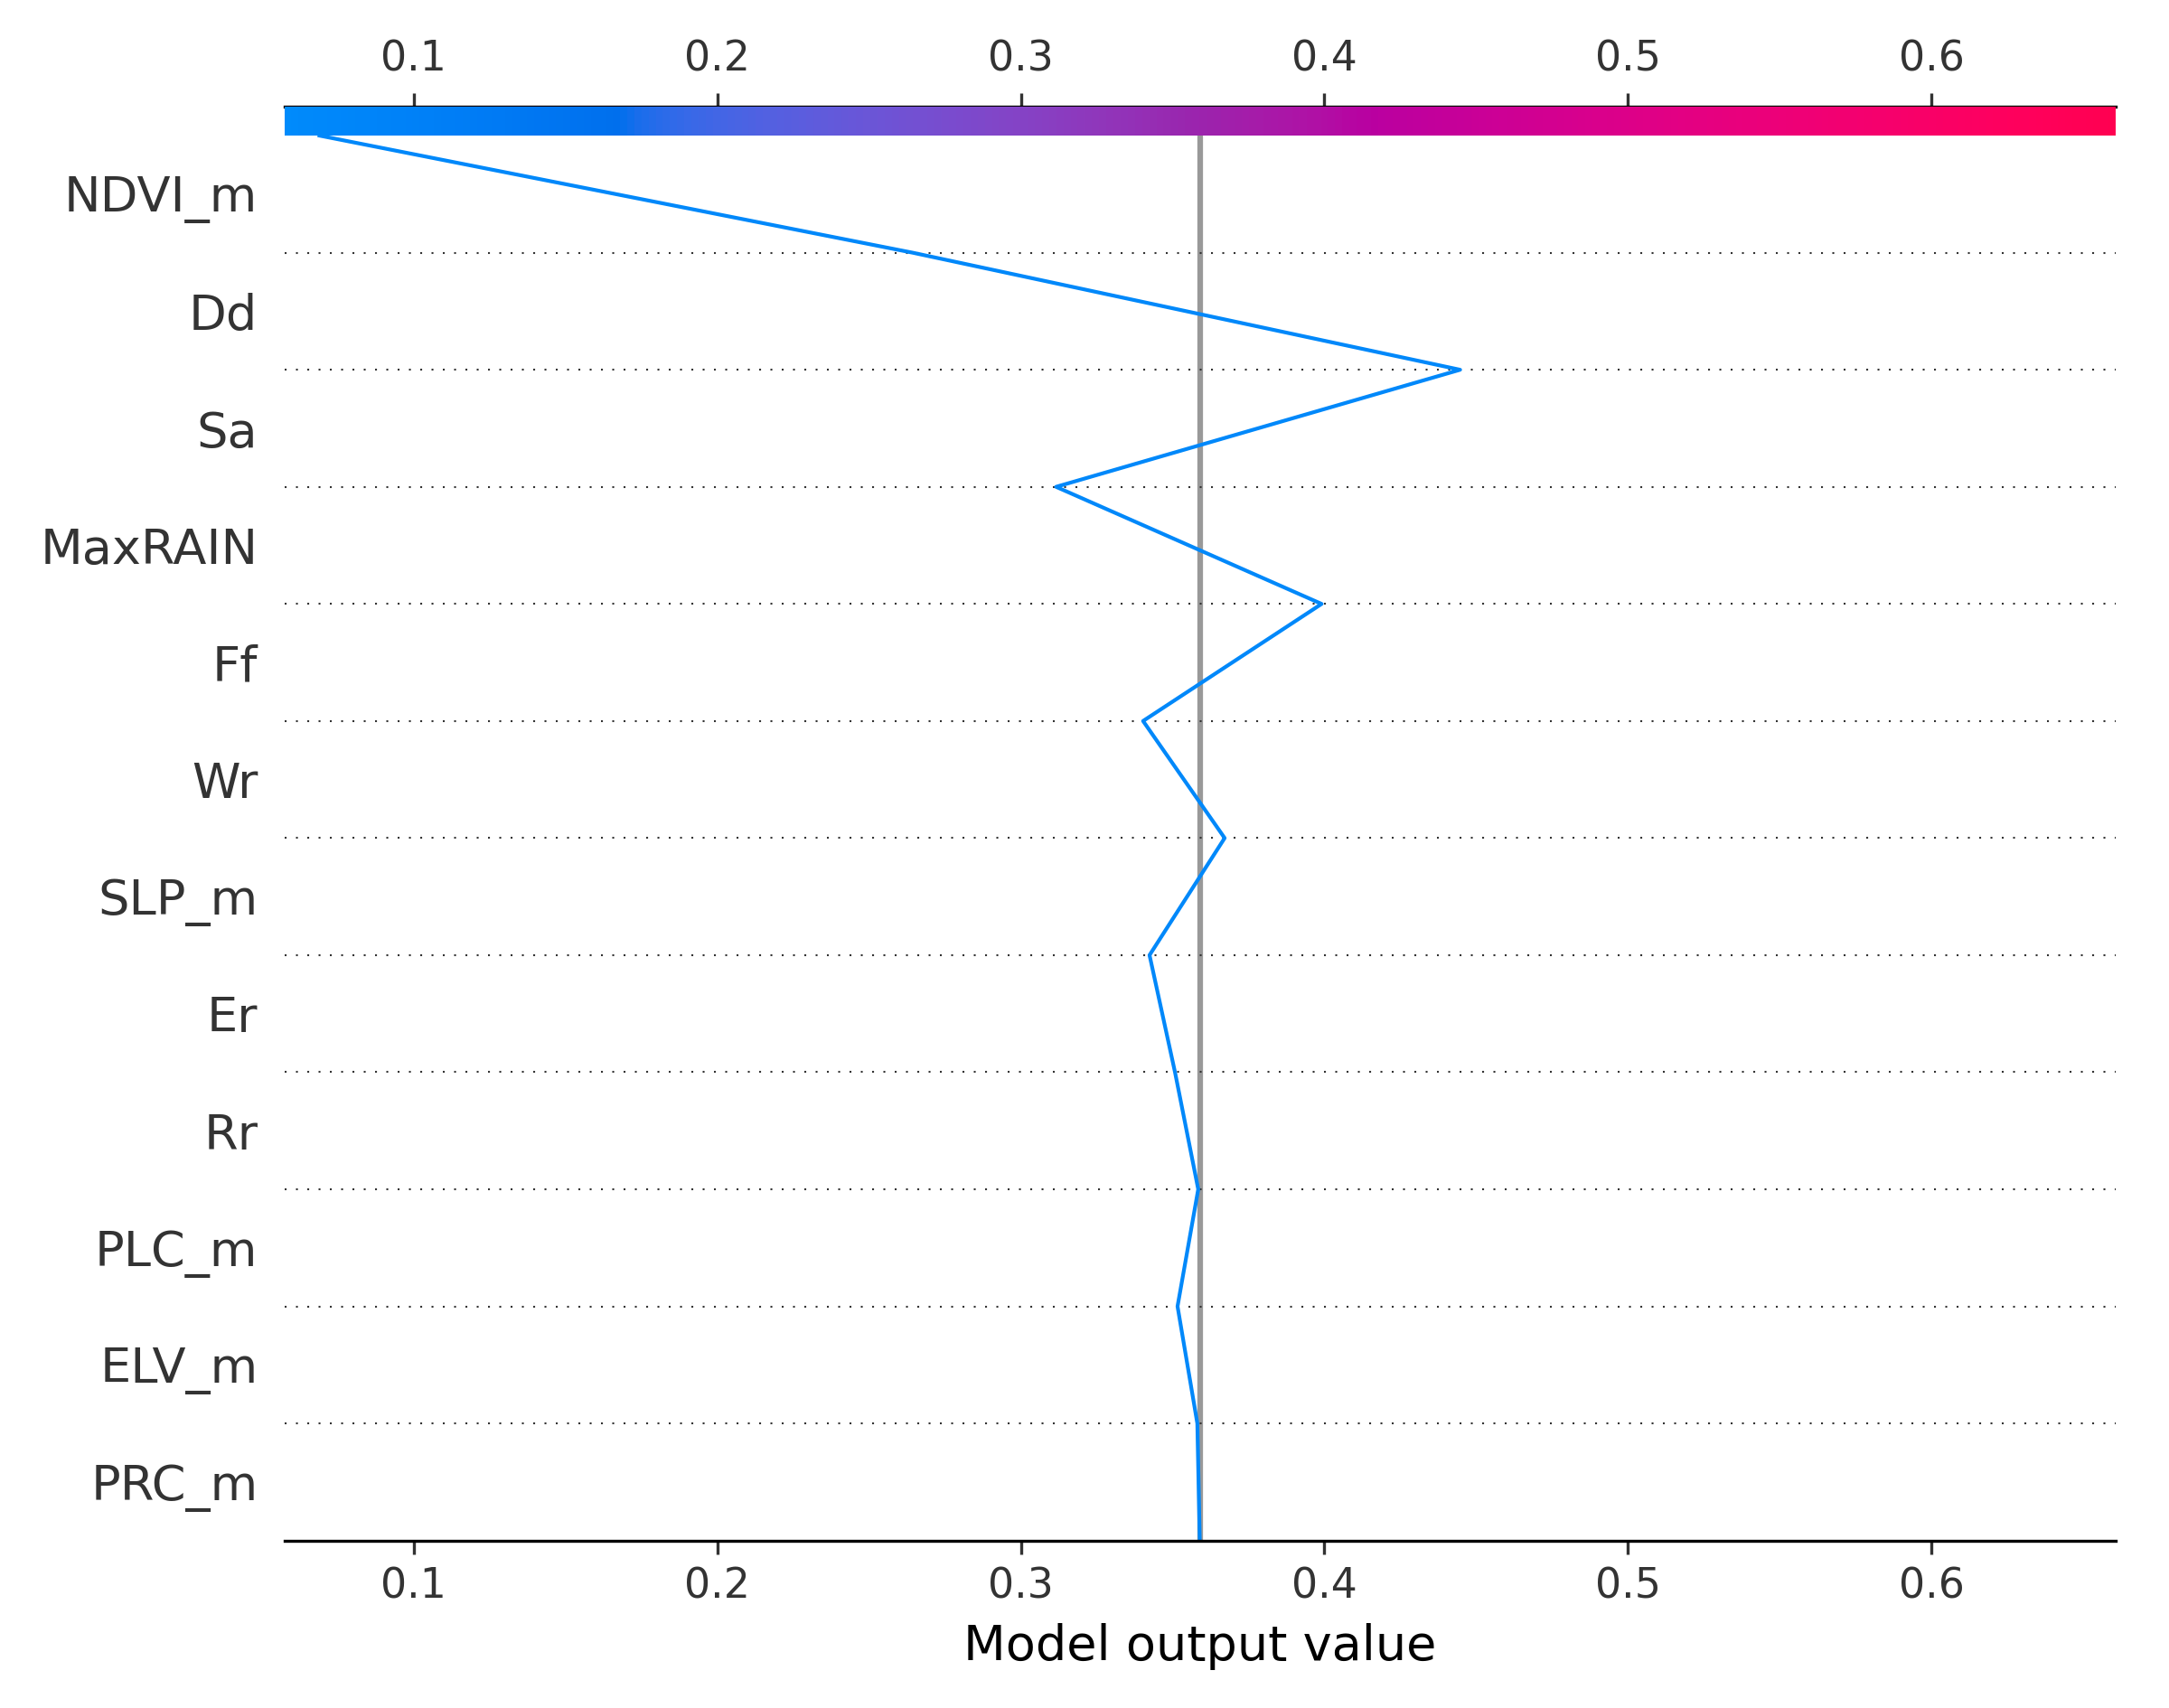 0.1 0.2 0.3 0.4 0.5 0.6
NDVI_m
Dd
Sa
MaxRAIN
Ff
Wr
SLP_m
Er
Rr
PLC_m
ELV_m
PRC_m
0.1 0.2 0.3 0.4 0.5 0.6
Model output value